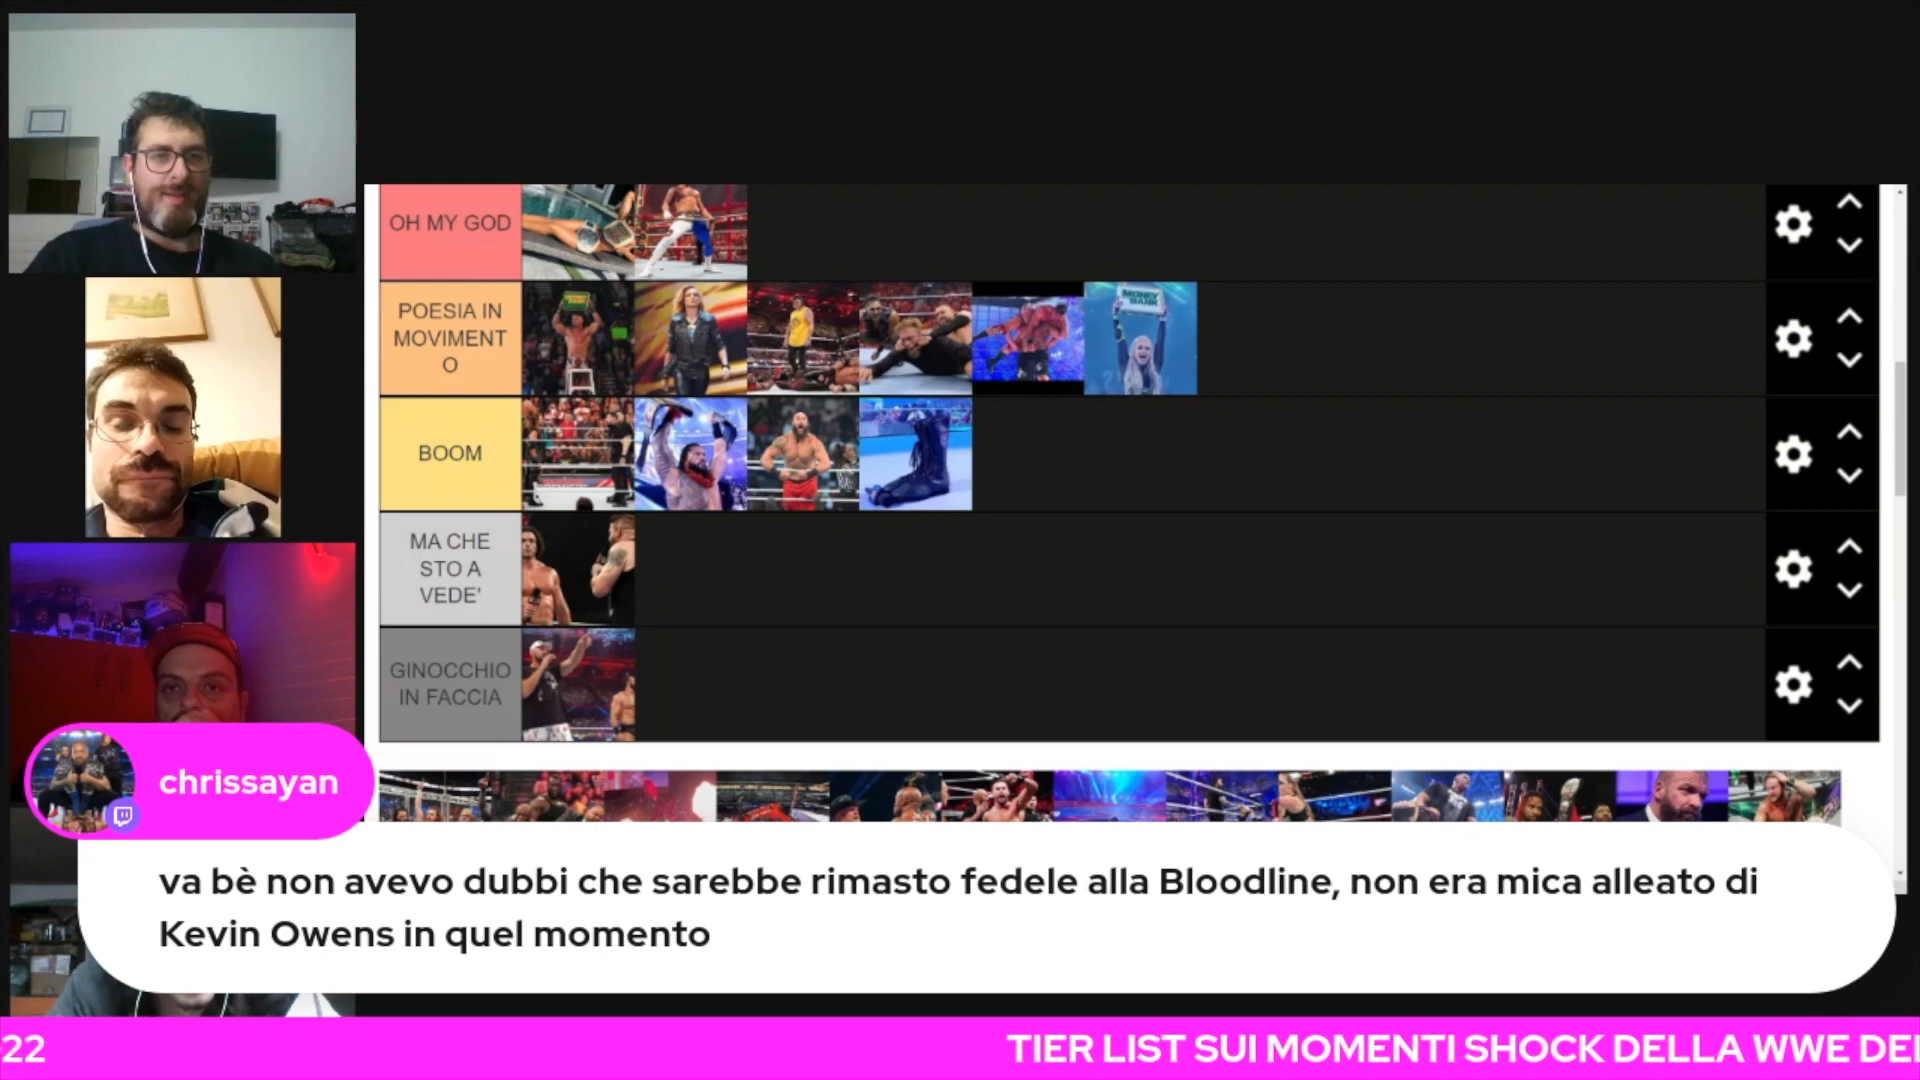 OH MY GOD
POESIA IN
MOVIMENT
O
BOOM
MA CHE
STO A
VEDE'
GINOCCHIO
IN FACCIA
chrissayan
va bè non avevo dubbi che sarebbe rimasto fedele alla Bloodline, non era mica alleato di
Kevin Owens in quel momento
22
TIER LIST SUI MOMENTI SHOCK DELLA WWE DE